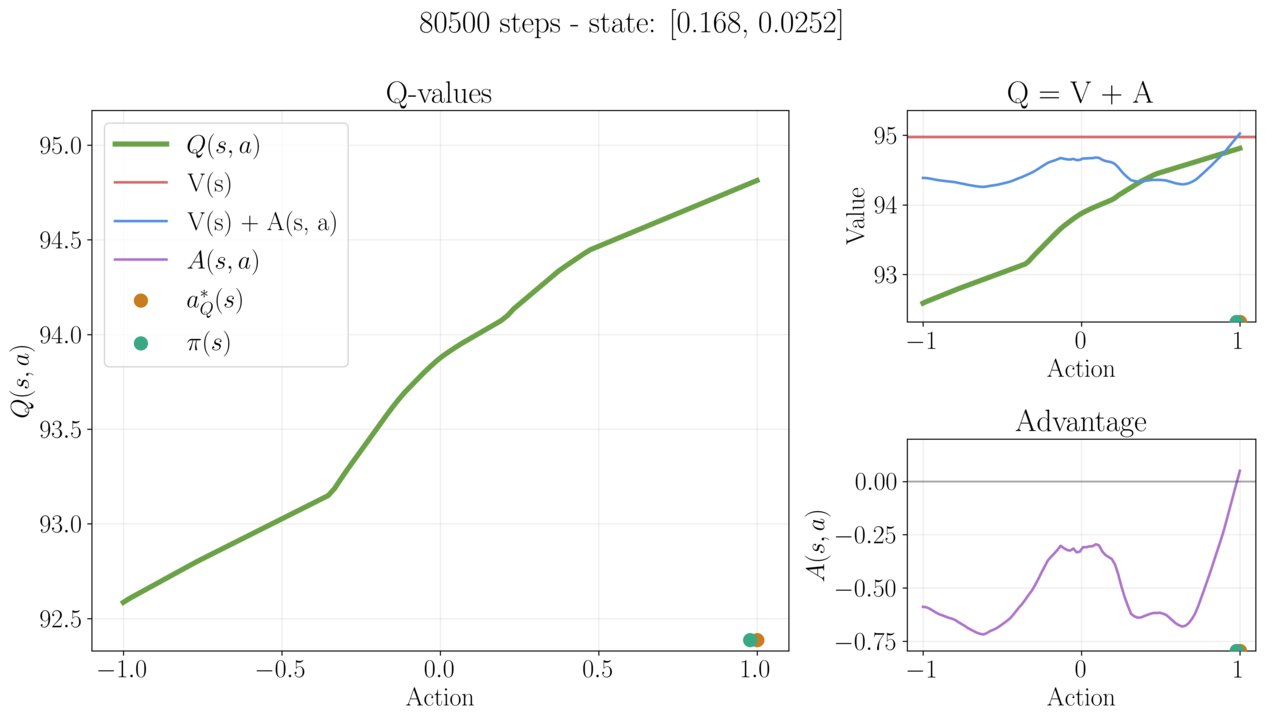 80500 steps - state: [0.168, 0.0252]
Q-values
Q(s, a)
95.0
94.5
94.0
93.5
93.0
92.5
−1.0
−0.5
0.0
0.5
1.0
Action
Q(s, a)
V(s)
V(s) + A(s, a)
A(s, a)
a*Q(s)
π(s)
Q = V + A
Value
95
94
93
−1
0
1
Action
Advantage
A(s, a)
0.00
−0.25
−0.50
−0.75
−1
0
1
Action